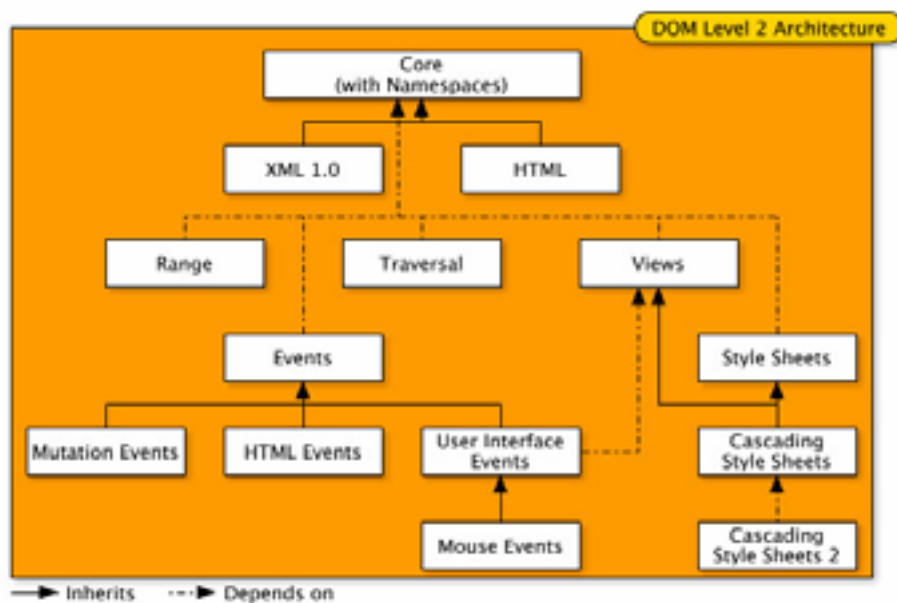 DOM Level 2 Architecture
Core
(with Namespaces)
XML 1.0
HTML
Range
Traversal
Views
Events
Style Sheets
Mutation Events
HTML Events
User Interface
Events
Cascading
Style Sheets
Mouse Events
Cascading
Style Sheets 2
Inherits
Depends on